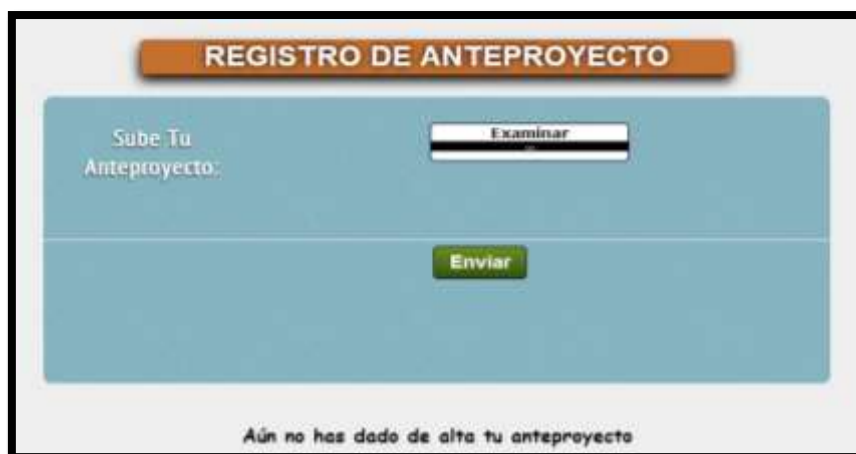 REGISTRO DE ANTEPROYECTO
Sube Tu
Anteproyecto:
Examinar
Enviar
Aún no has dado de alta tu anteproyecto